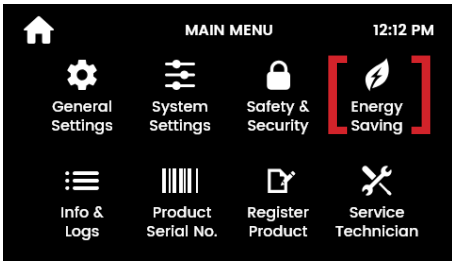 MAIN MENU 12:12 PM
General Settings
System Settings
Safety & Security
Energy Saving
Info & Logs
Product Serial No.
Register Product
Service Technician